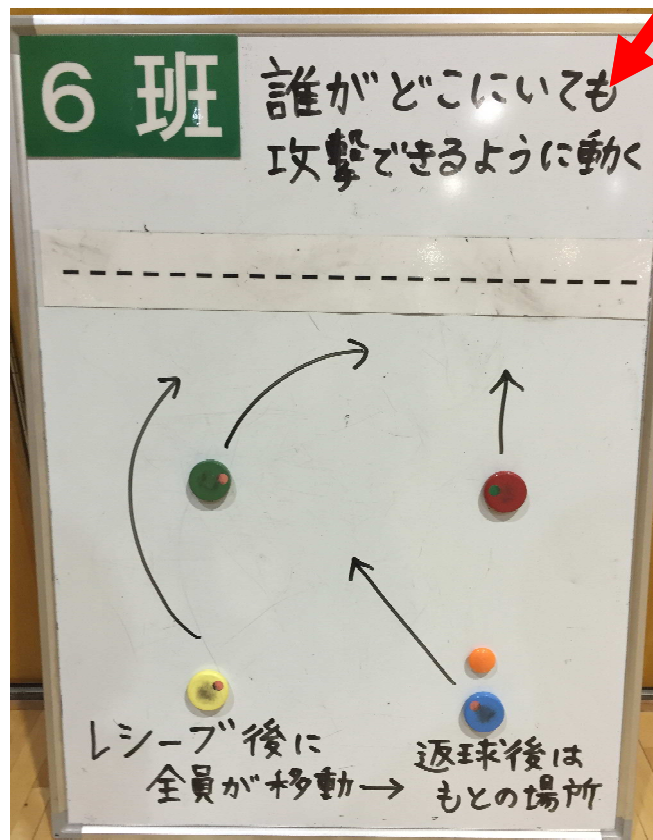 6班
誰がどこにいても
攻撃できるように動く
レシーブ後に
全員が移動→
返球後は
もとの場所